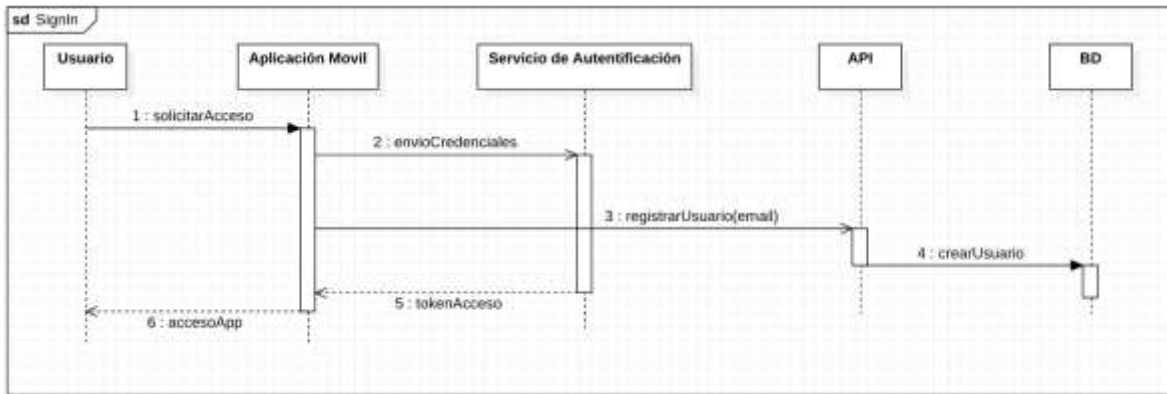 sd SignIn
Usuario
Aplicación Movil
Servicio de Autentificación
API
BD
1 : solicitarAcceso
2 : envioCredenciales
3 : registrarUsuario(email)
4 : crearUsuario
5 : tokenAcceso
6 : accesoApp